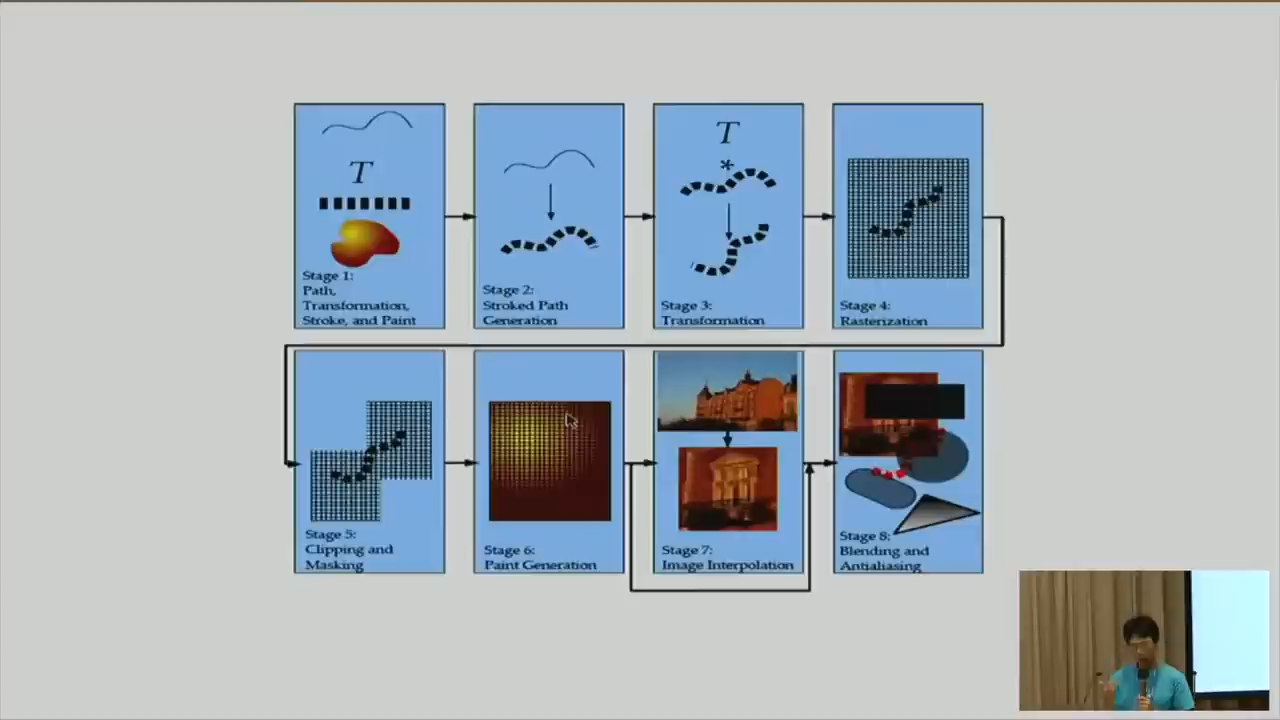 T
Stage 1:
Path,
Transformation,
Stroke, and Paint
Stage 2:
Stroked Path
Generation
T
*
Stage 3:
Transformation
Stage 4:
Rasterization
Stage 5:
Clipping and
Masking
Stage 6:
Paint Generation
Stage 7:
Image Interpolation
Stage 8:
Blending and
Antialiasing